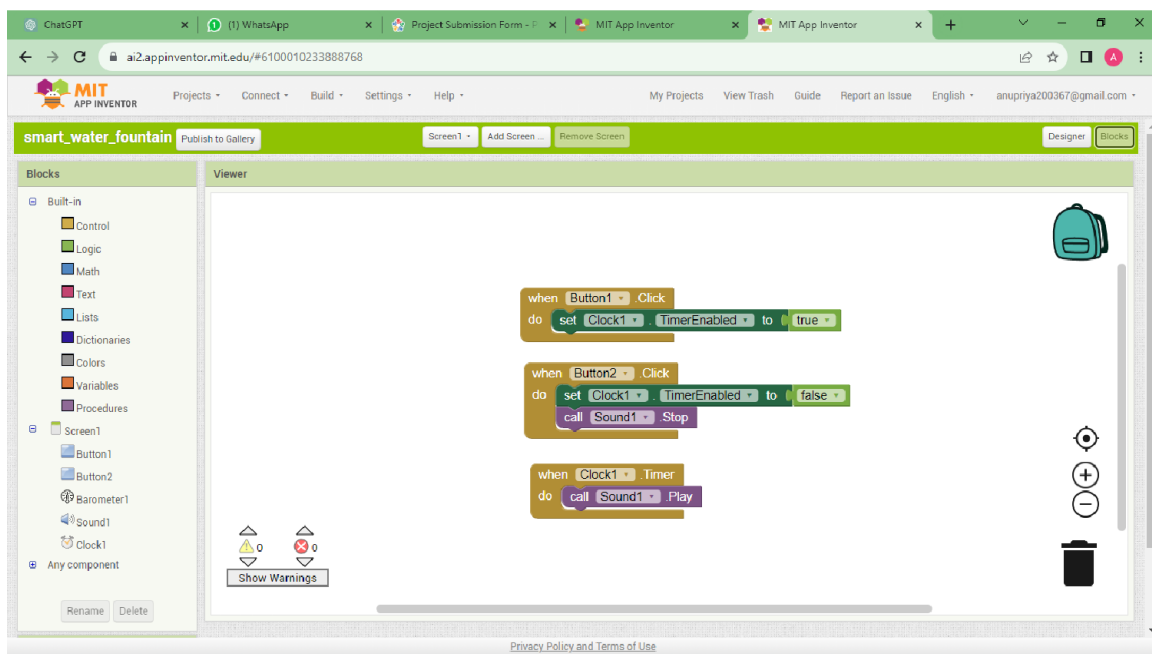 ChatGPT (1) WhatsApp Project Submission Form - P MIT App Inventor MIT App Inventor
ai2.appinventor.mit.edu/#6100010233888768 A
MIT
APP INVENTOR
Projects Connect Build Settings Help My Projects View Trash Guide Report an Issue English anupriya200367@gmail.com
smart_water_fountain Publish to Gallery Screen1 Add Screen ... Remove Screen Designer Blocks
Blocks Viewer
Built-in
Control
Logic
Math
Text
Lists
Dictionaries
Colors
Variables
Procedures
Screen1
Button1
Button2
Barometer1
Sound1
Clock1
Any component
Rename Delete
when Button1 .Click
do set Clock1 . TimerEnabled to true
when Button2 .Click
do set Clock1 . TimerEnabled to false
call Sound1 .Stop
when Clock1 .Timer
do call Sound1 .Play
0 0
Show Warnings
Privacy Policy and Terms of Use